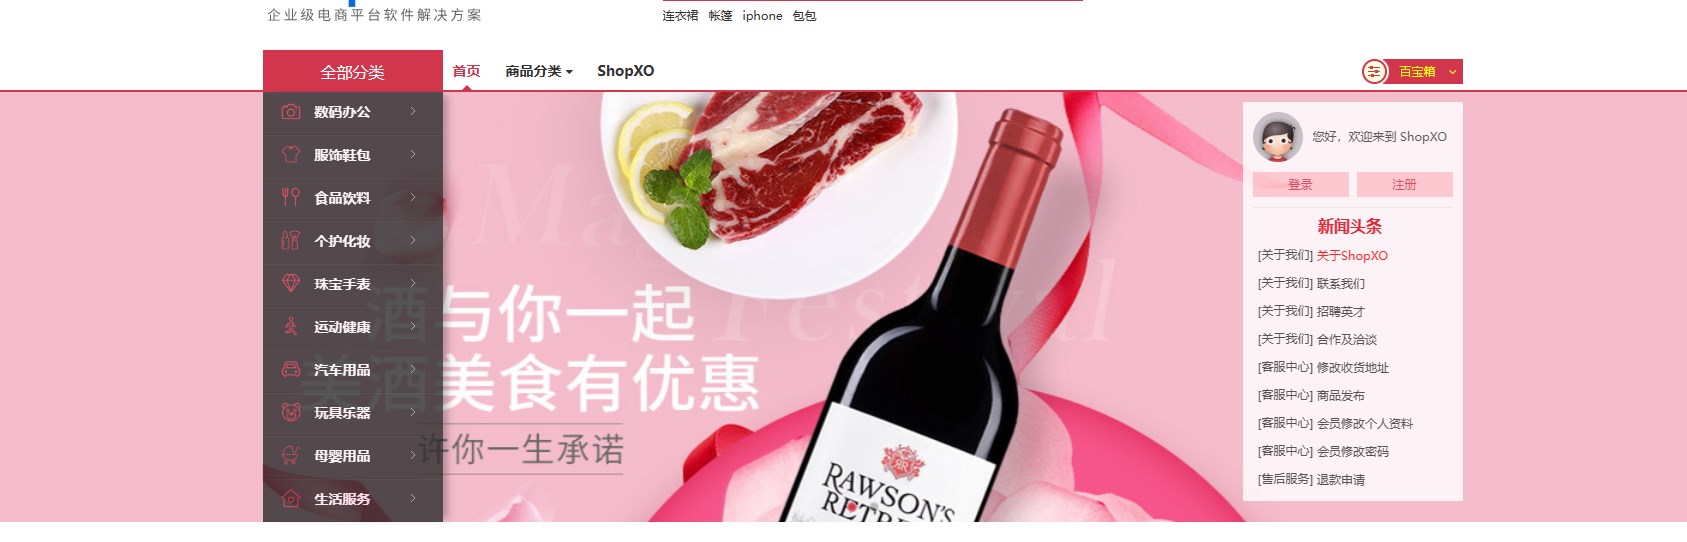 企业级电商平台软件解决方案
连衣裙 帐篷 iphone 包包
全部分类 首页 商品分类 ShopXO 百宝箱
数码办公
服饰鞋包
食品饮料
个护化妆
珠宝手表
运动健康
汽车用品
玩具乐器
母婴用品
生活服务
Ma
Festival
酒与你一起
美酒美食有优惠
许你一生承诺
RAWSON'S
RETRE
您好，欢迎来到 ShopXO
登录 注册
新闻头条
[关于我们] 关于ShopXO
[关于我们] 联系我们
[关于我们] 招聘英才
[关于我们] 合作及洽谈
[客服中心] 修改收货地址
[客服中心] 商品发布
[客服中心] 会员修改个人资料
[客服中心] 会员修改密码
[售后服务] 退款申请